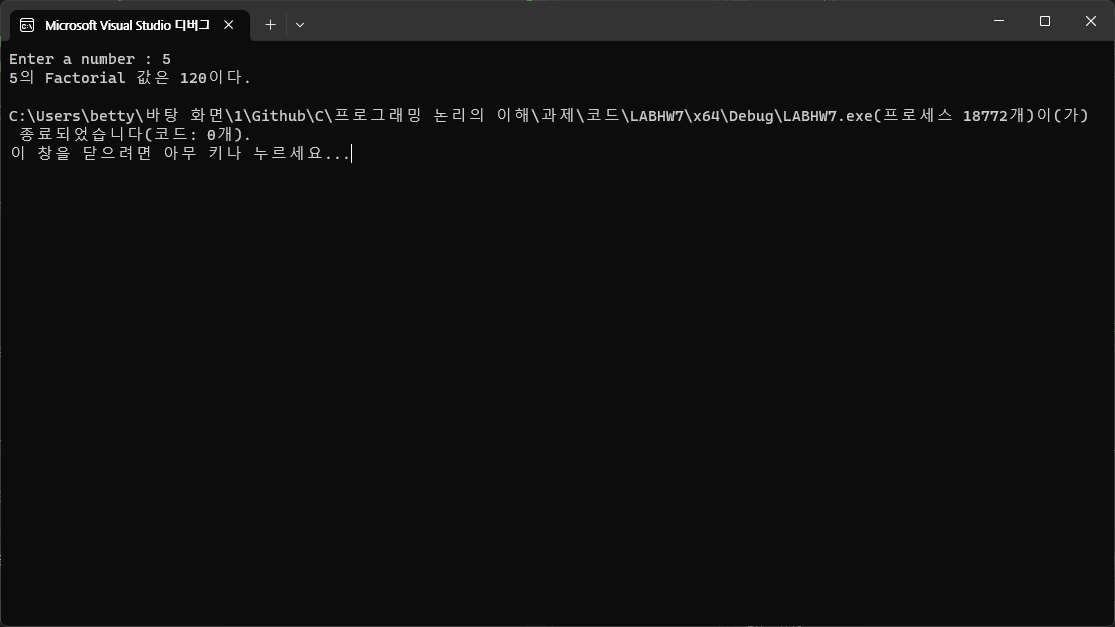 Microsoft Visual Studio 디버그
Enter a number : 5
5의 Factorial 값은 120이다.
C:\Users\betty\바탕 화면\1\Github\C\프로그래밍 논리의 이해\과제\코드\LABHW7\x64\Debug\LABHW7.exe(프로세스 18772개)이(가)
종료되었습니다(코드: 0개).
이 창을 닫으려면 아무 키나 누르세요...